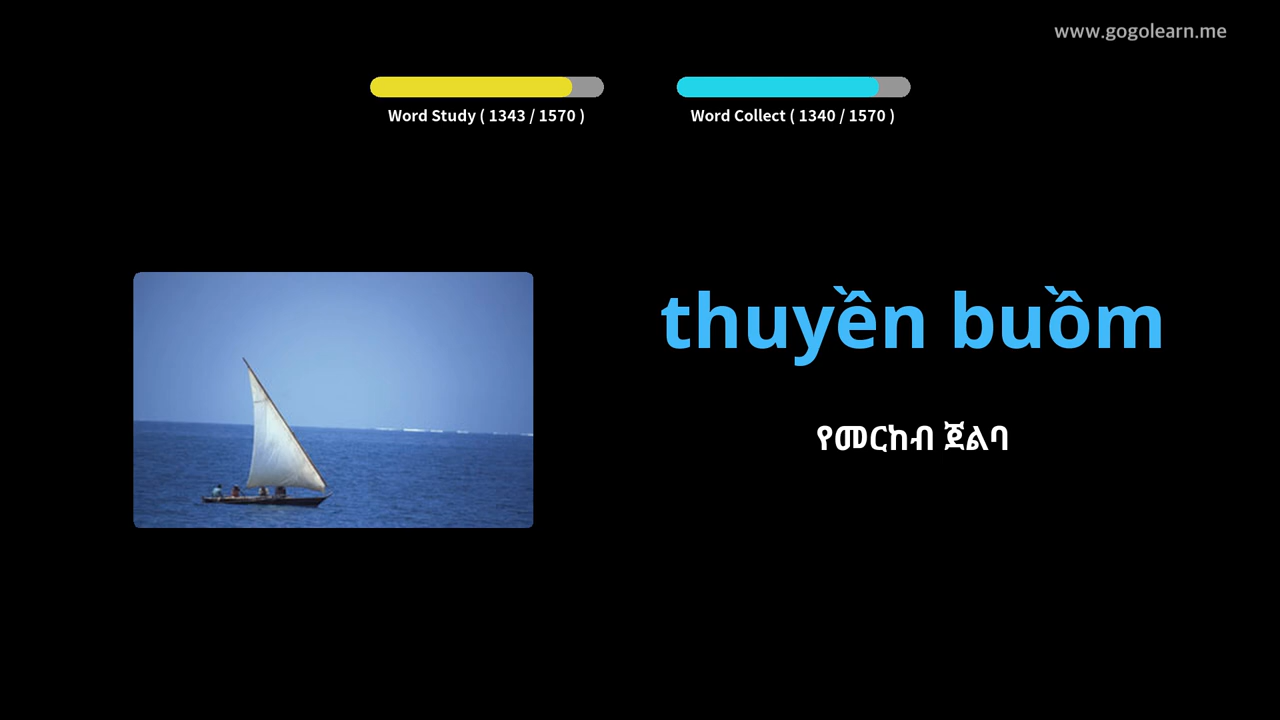 www.gogolearn.me
Word Study ( 1343 / 1570 )
Word Collect ( 1340 / 1570 )
thuyền buồm
የመርከብ ጀልባ